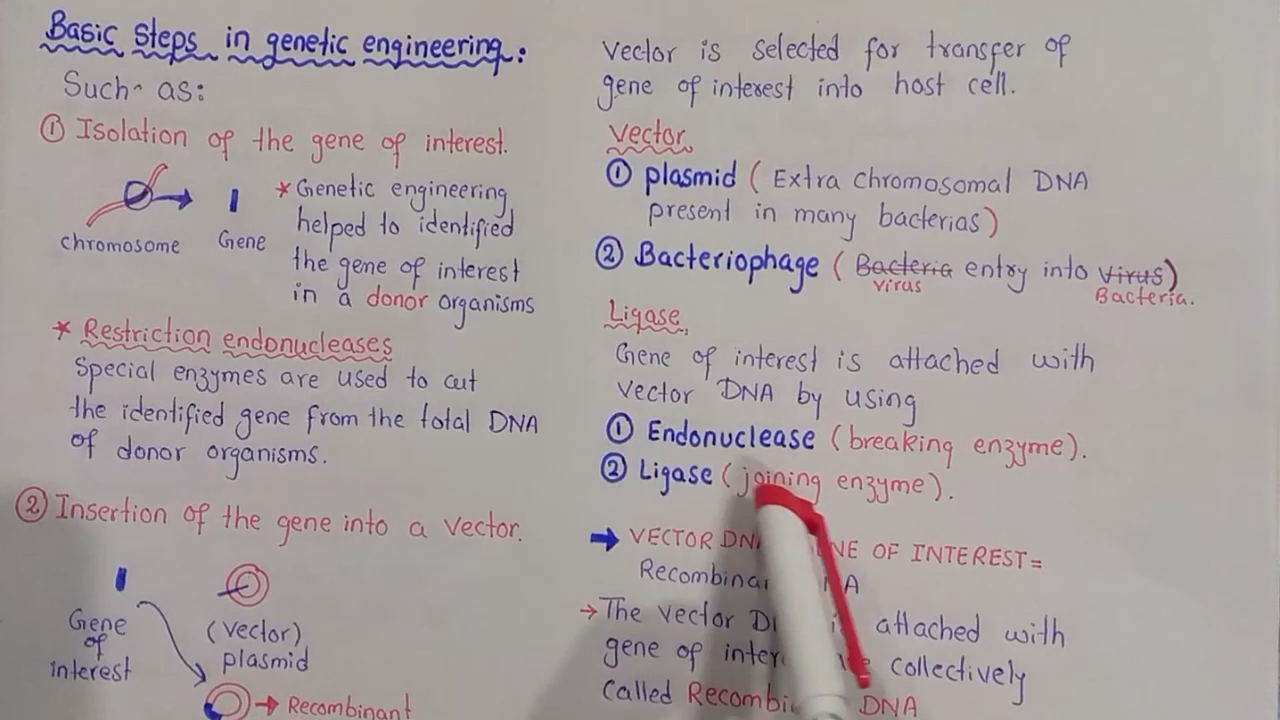 Basic steps in genetic engineering:
Such as:
① Isolation of the gene of interest.
chromosome
Gene
* Genetic engineering
helped to identified
the gene of interest
in a donor organisms
* Restriction endonucleases
Special enzymes are used to cut
the identified gene from the total DNA
of donor organisms.
② Insertion of the gene into a vector.
Gene
of
interest
(vector)
plasmid
→ Recombinant
Vector is selected for transfer of
gene of interest into host cell.
Vector
① plasmid (Extra chromosomal DNA
present in many bacterias)
② Bacteriophage (Bacteria entry into virus)
virus Bacteria.
Ligase
Gene of interest is attached with
vector DNA by using
① Endonuclease (breaking enzyme).
② Ligase (joining enzyme).
→ VECTOR OF INTEREST=
→ The vector attached with
gene of collectively
called DNA